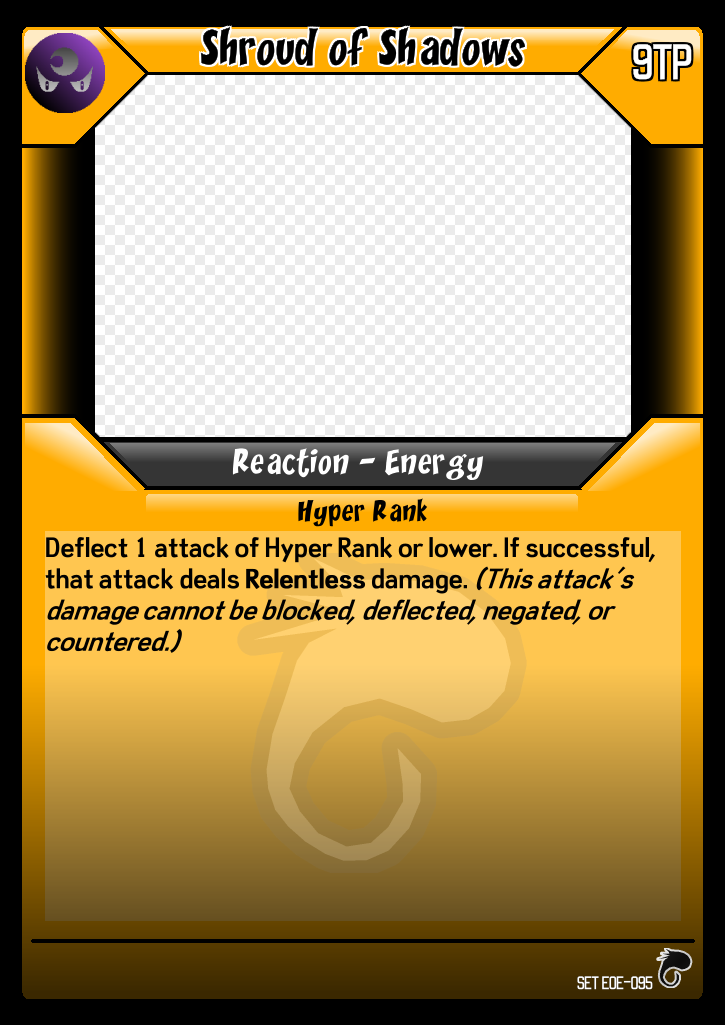 Shroud of Shadows
9TP
Reaction - Energy
Hyper Rank
Deflect 1 attack of Hyper Rank or lower. If successful,
that attack deals Relentless damage. (This attack's
damage cannot be blocked, deflected, negated, or
countered.)
SET EOE-095